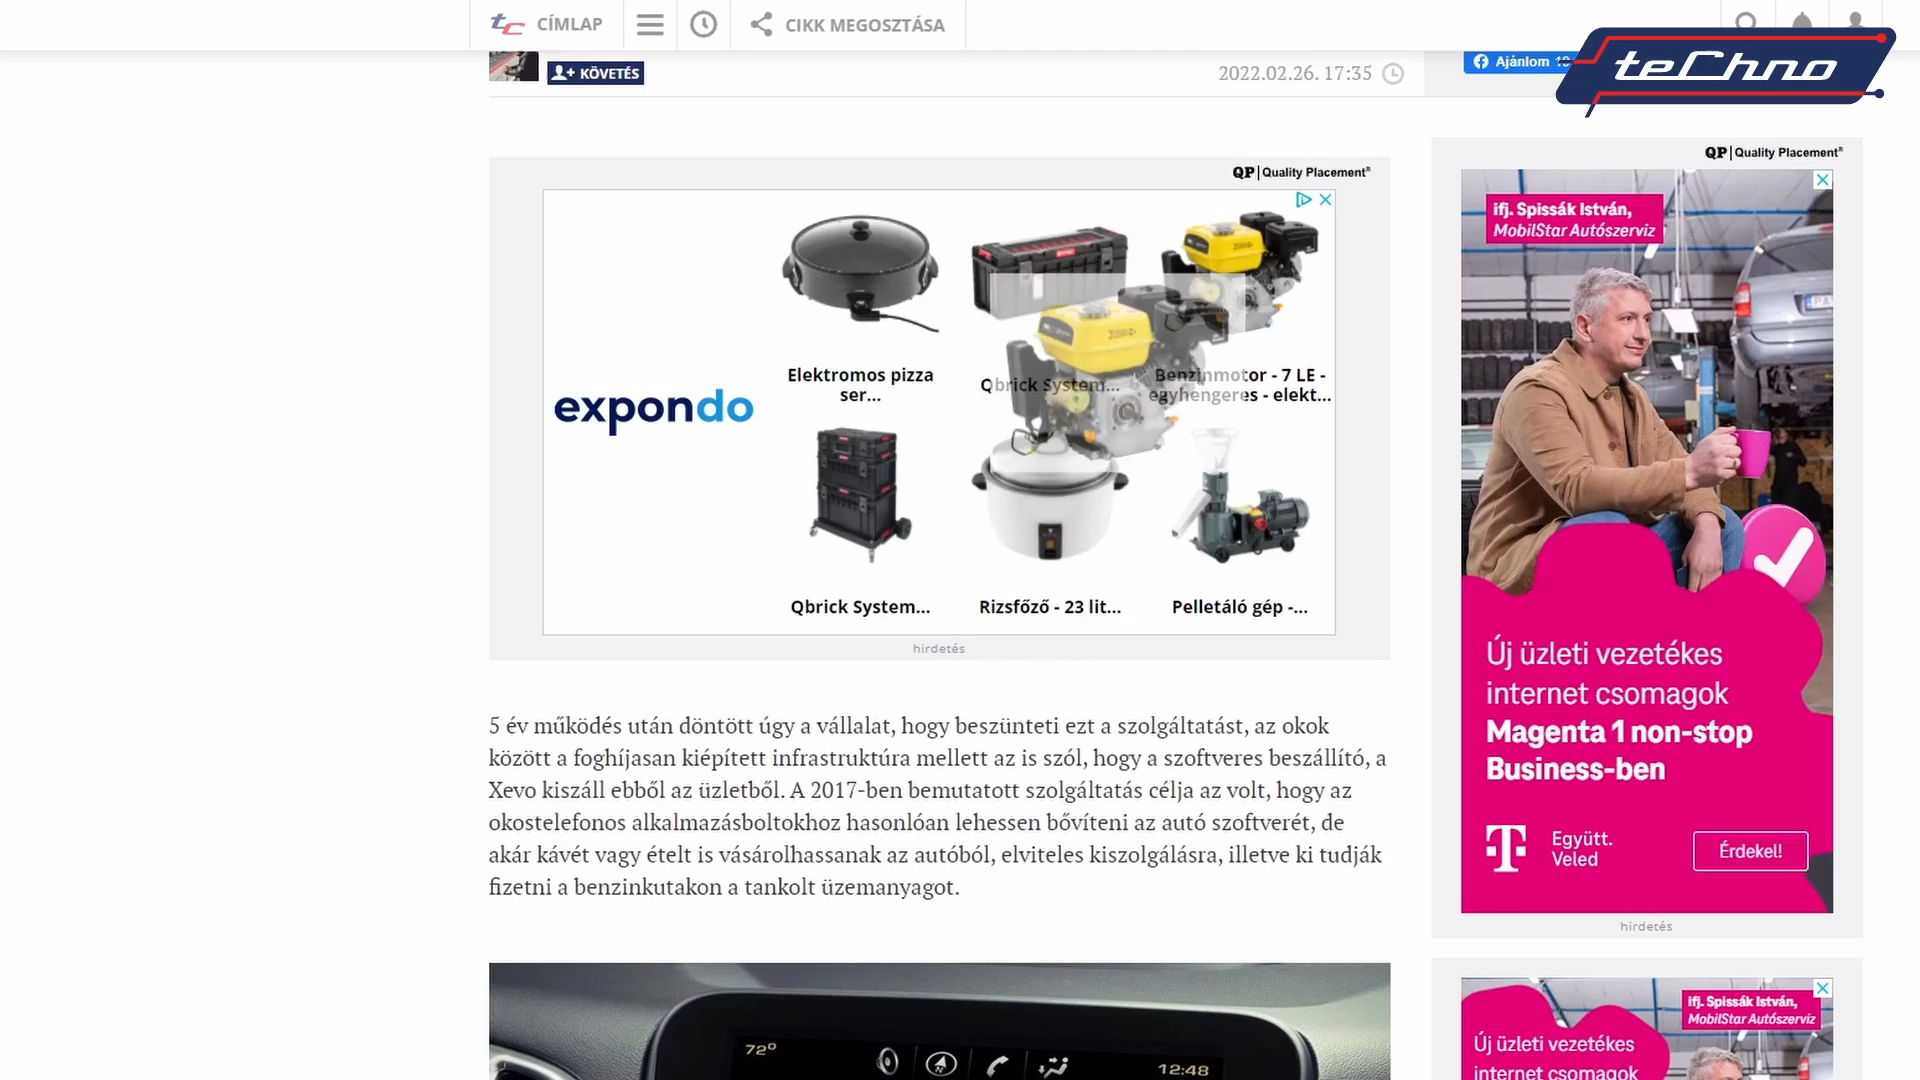 tc CÍMLAP
CIKK MEGOSZTÁSA
KÖVETÉS
2022.02.26. 17:35
Ajánlom
teChno
QP | Quality Placement®
expondo
Elektromos pizza
ser...
Qbrick System...
Benzinmotor - 7 LE -
egyhengeres - elekt...
Qbrick System...
Rizsfőző - 23 lit...
Pelletáló gép -...
hirdetés
5 év működés után döntött úgy a vállalat, hogy beszünteti ezt a szolgáltatást, az okok
között a foghíjasan kiépített infrastruktúra mellett az is szól, hogy a szoftveres beszállító, a
Xevo kiszáll ebből az üzletből. A 2017-ben bemutatott szolgáltatás célja az volt, hogy az
okostelefonos alkalmazásboltokhoz hasonlóan lehessen bővíteni az autó szoftverét, de
akár kávét vagy ételt is vásárolhassanak az autóból, elviteles kiszolgálásra, illetve ki tudják
fizetni a benzinkutakon a tankolt üzemanyagot.
72°
N
12:48
QP | Quality Placement®
ifj. Spissák István,
MobilStar Autószerviz
Új üzleti vezetékes
internet csomagok
Magenta 1 non-stop
Business-ben
T
Együtt.
Veled
Érdekel!
hirdetés
ifj. Spissák István,
MobilStar Autószerviz
Új üzleti vezetékes
internet csomagok